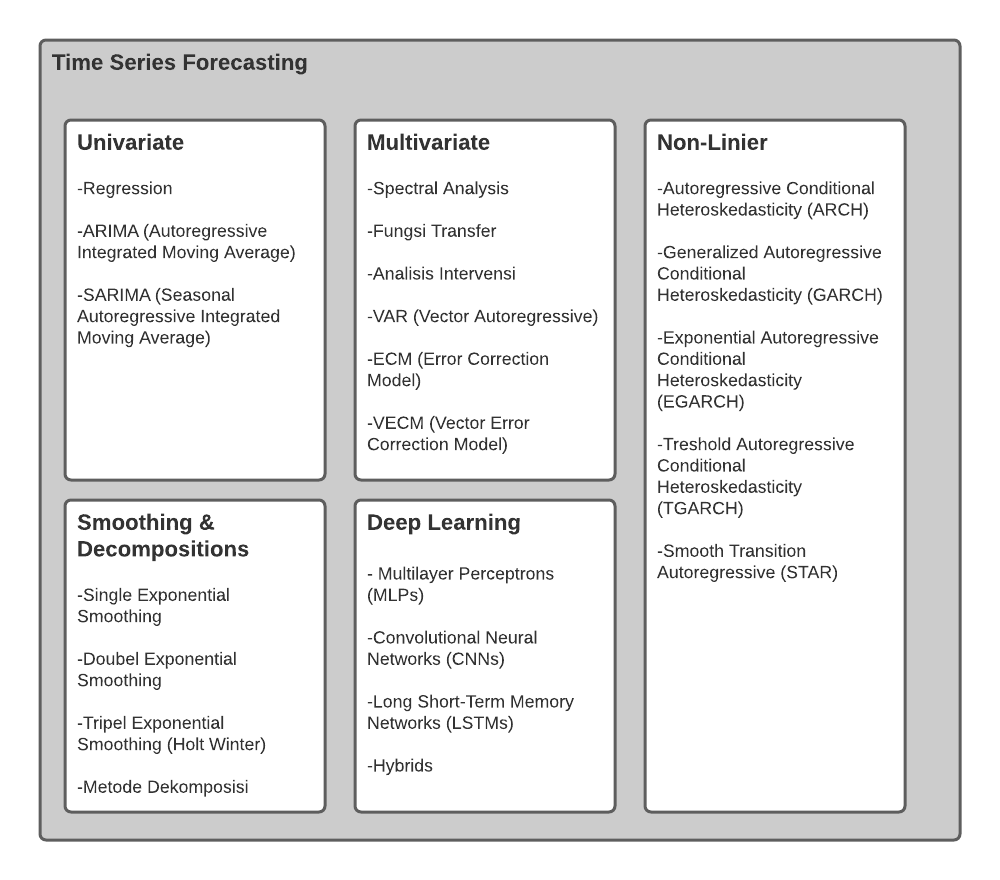 Time Series Forecasting
Univariate
-Regression
-ARIMA (Autoregressive
Integrated Moving Average)
-SARIMA (Seasonal
Autoregressive Integrated
Moving Average)
Multivariate
-Spectral Analysis
-Fungsi Transfer
-Analisis Intervensi
-VAR (Vector Autoregressive)
-ECM (Error Correction
Model)
-VECM (Vector Error
Correction Model)
Non-Linier
-Autoregressive Conditional
Heteroskedasticity (ARCH)
-Generalized Autoregressive
Conditional
Heteroskedasticity (GARCH)
-Exponential Autoregressive
Conditional
Heteroskedasticity
(EGARCH)
-Treshold Autoregressive
Conditional
Heteroskedasticity
(TGARCH)
-Smooth Transition
Autoregressive (STAR)
Smoothing &
Decompositions
-Single Exponential
Smoothing
-Doubel Exponential
Smoothing
-Tripel Exponential
Smoothing (Holt Winter)
-Metode Dekomposisi
Deep Learning
- Multilayer Perceptrons
(MLPs)
-Convolutional Neural
Networks (CNNs)
-Long Short-Term Memory
Networks (LSTMs)
-Hybrids